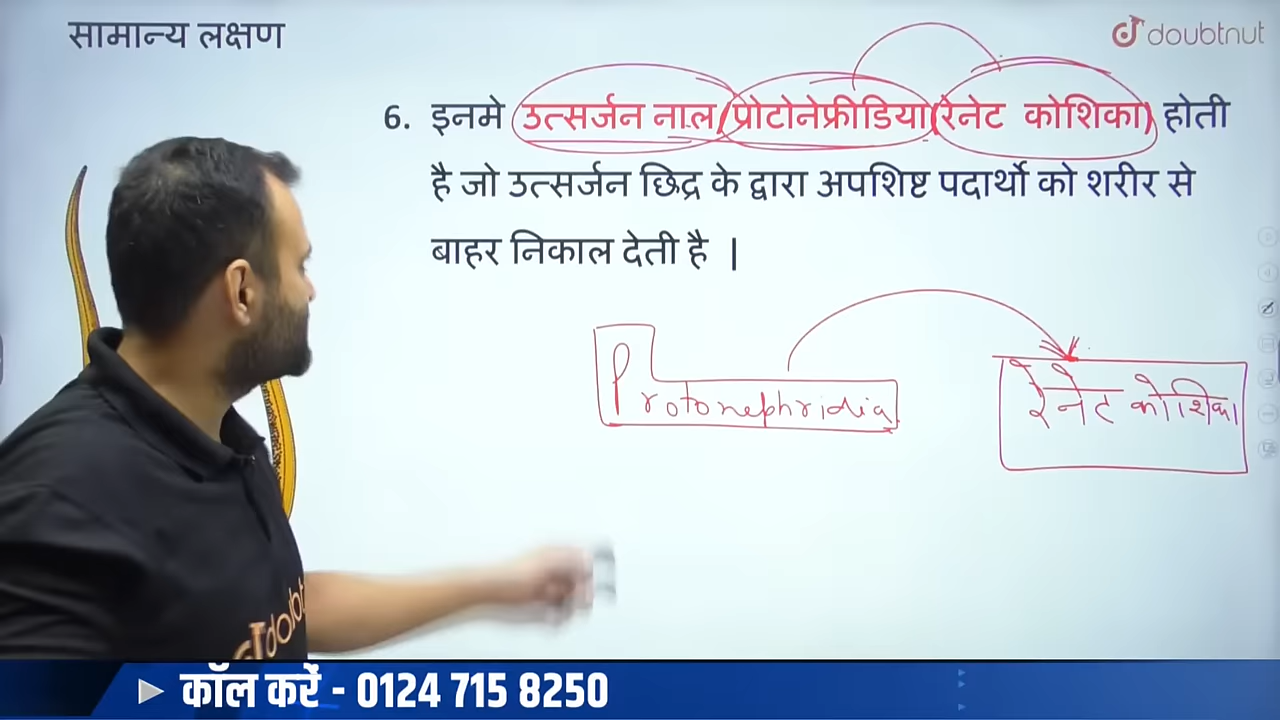 सामान्य लक्षण
doubtnut
6. इनमे उत्सर्जन नाल/प्रोटोनेफ्रीडिया(रेनेट कोशिका) होती
है जो उत्सर्जन छिद्र के द्वारा अपशिष्ट पदार्थो को शरीर से
बाहर निकाल देती है |
Protonephridia
रेनेट कोशिका
doubt
कॉल करें - 0124 715 8250